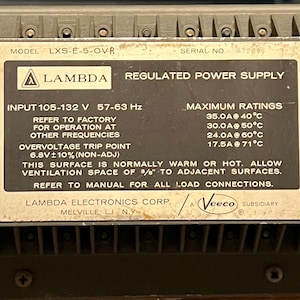 MODEL LXS-E-5-OVR SERIAL NO
LAMBDA REGULATED POWER SUPPLY
INPUT 105-132 V 57-63 Hz
REFER TO FACTORY
FOR OPERATION AT
OTHER FREQUENCIES
OVERVOLTAGE TRIP POINT
6.8V±10%(NON-ADJ)
MAXIMUM RATINGS
35.0A@40°C
30.0A@50°C
24.0A@60°C
17.5A@71°C
THIS SURFACE IS NORMALLY WARM OR HOT. ALLOW
VENTILATION SPACE OF 3/8" TO ADJACENT SURFACES.
REFER TO MANUAL FOR ALL LOAD CONNECTIONS.
LAMBDA ELECTRONICS CORP.
MELVILLE, L.I., N.Y.
A Veeco SUBSIDIARY